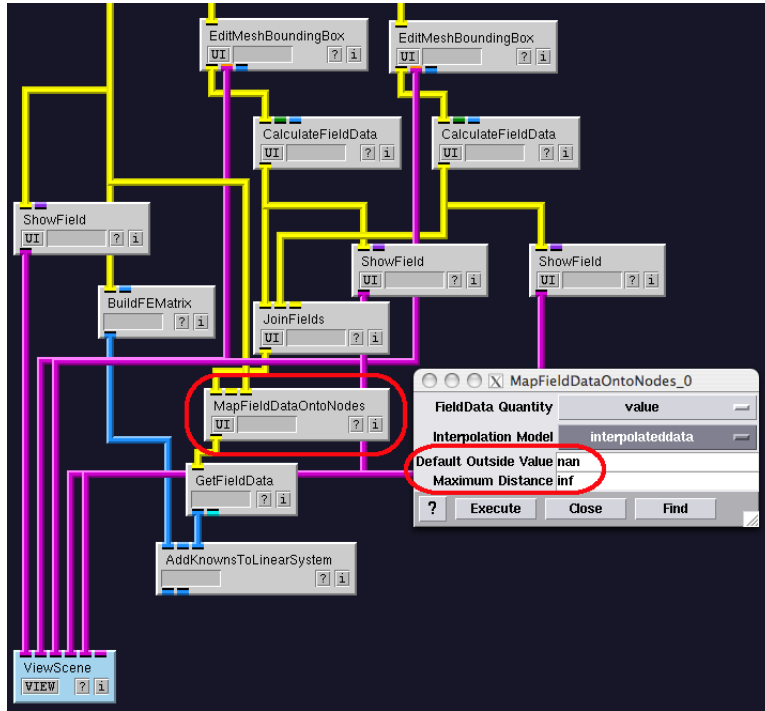 EditMeshBoundingBox
UI ? i
EditMeshBoundingBox
UI ? i
CalculateFieldData
UI ? i
CalculateFieldData
UI ? i
ShowField
UI ? i
ShowField
UI ? i
ShowField
UI ? i
BuildFEMatrix
? i
JoinFields
UI ? i
MapFieldDataOntoNodes
UI ? i
GetFieldData
? i
AddKnownsToLinearSystem
? i
ViewScene
VIEW ? i
X MapFieldDataOntoNodes_0
FieldData Quantity value
Interpolation Model interpolateddata
Default Outside Value nan
Maximum Distance inf
? Execute Close Find